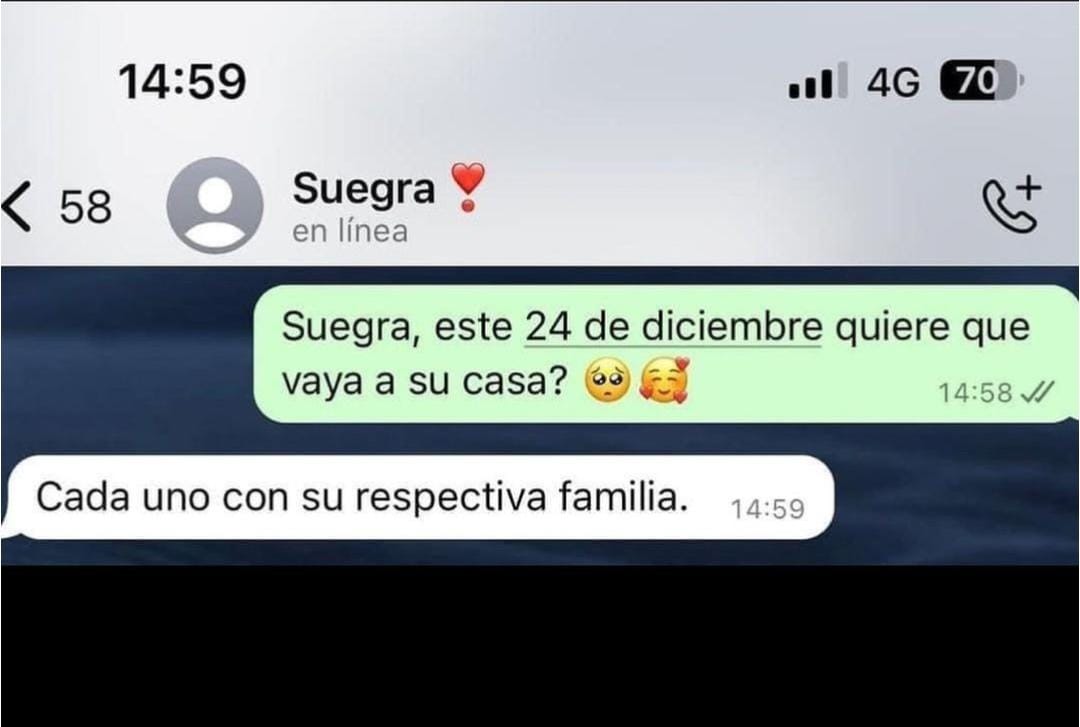 14:59 4G 70
58 Suegra ❣️
en línea
Suegra, este 24 de diciembre quiere que
vaya a su casa? 🥺🥰 14:58
Cada uno con su respectiva familia. 14:59